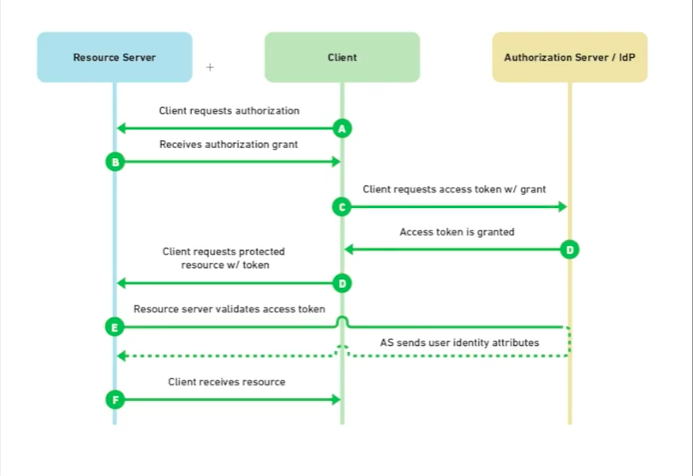 Resource Server
Client
Authorization Server / IdP
Client requests authorization
A
Receives authorization grant
B
Client requests access token w/ grant
C
Access token is granted
D
Client requests protected
resource w/ token
D
Resource server validates access token
E
AS sends user identity attributes
Client receives resource
F